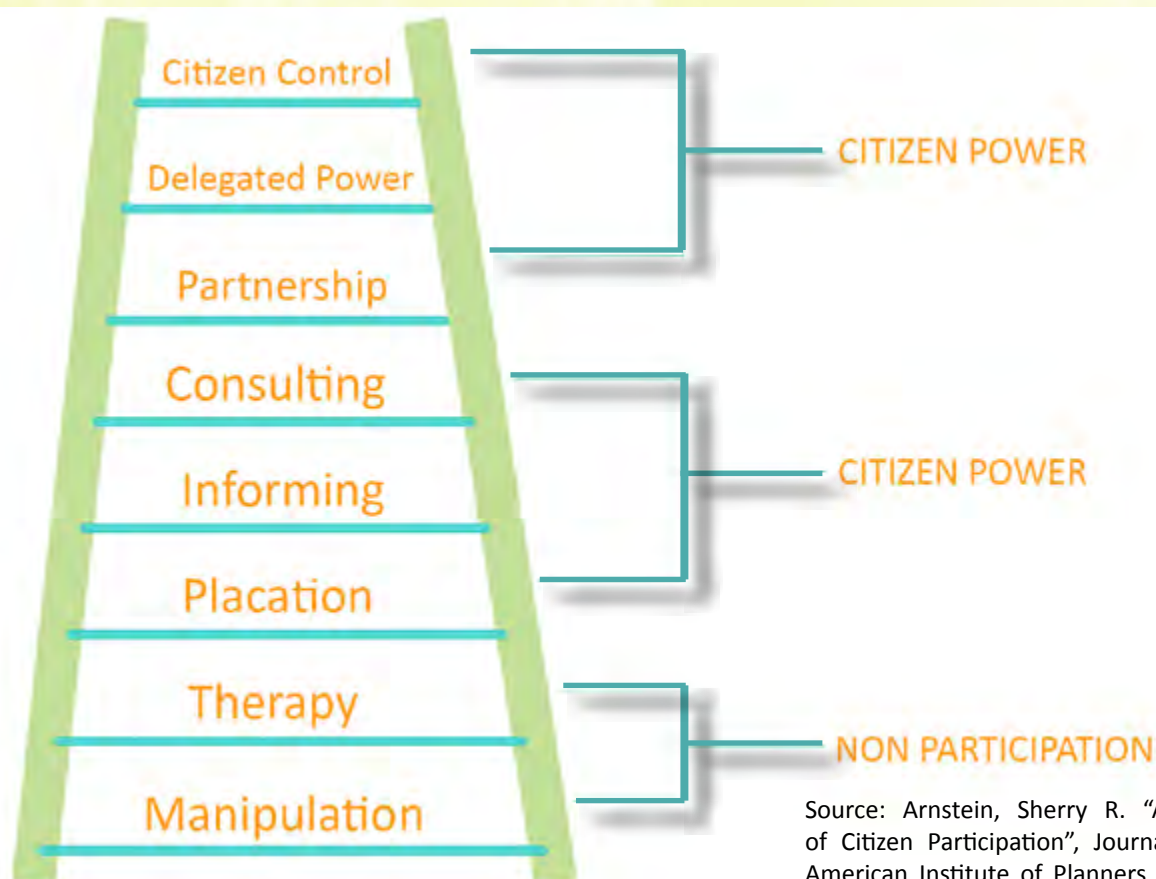 Citizen Control
Delegated Power
Partnership
Consulting
Informing
Placation
Therapy
Manipulation
CITIZEN POWER
CITIZEN POWER
NON PARTICIPATION
Source: Arnstein, Sherry R. “A
of Citizen Participation”, Journa
American Institute of Planners